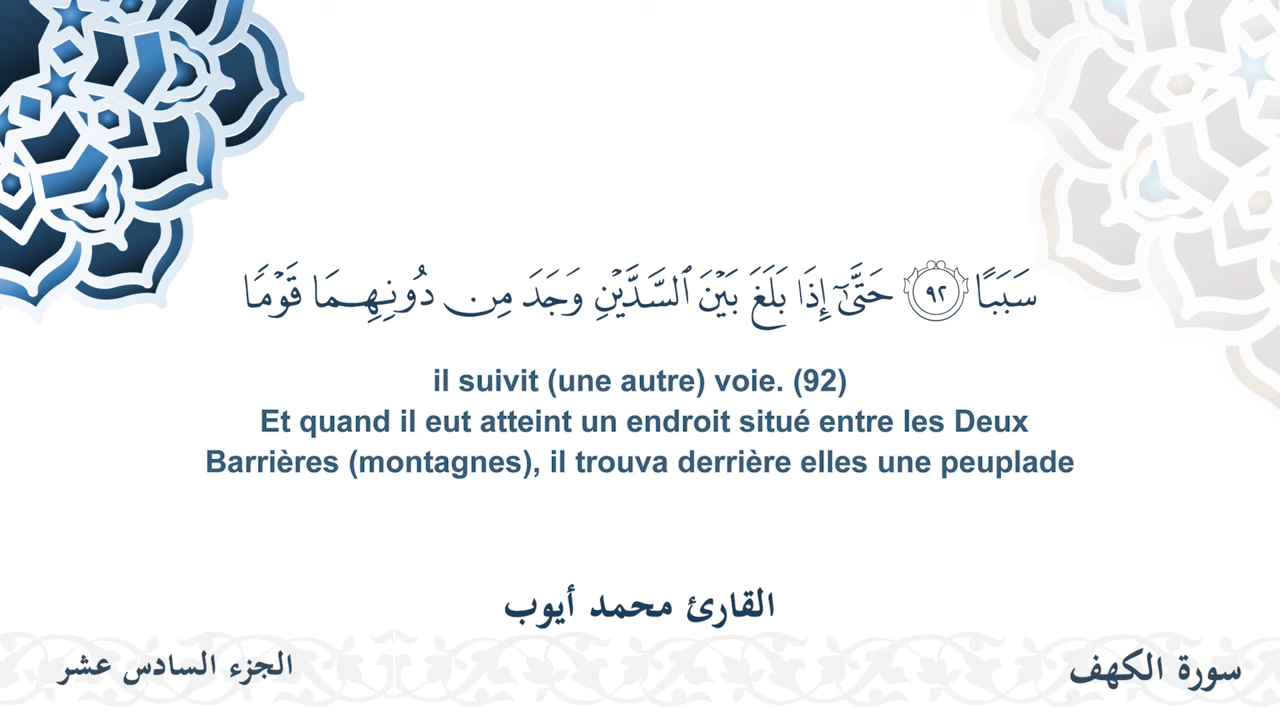 سَبَبًا ٩٢ حَتَّىٰٓ إِذَا بَلَغَ بَيْنَ ٱلسَّدَّيْنِ وَجَدَ مِن دُونِهِمَا قَوْمًا
il suivit (une autre) voie. (92)
Et quand il eut atteint un endroit situé entre les Deux
Barrières (montagnes), il trouva derrière elles une peuplade
القارئ محمد أيوب
سورة الكهف
الجزء السادس عشر